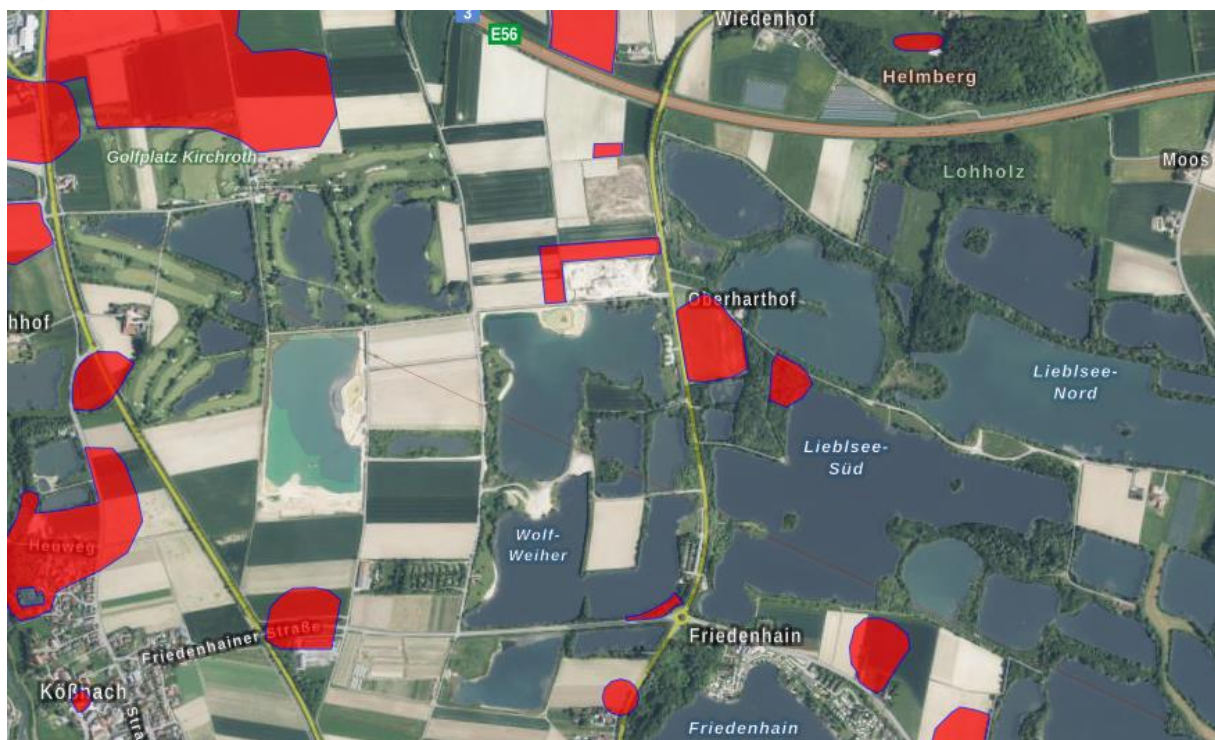 3
Wiedenhof
E56
Helmberg
Golfplatz Kirchroth
Moos
Lohholz
Oberharthof
hhof
Lieblsee-
Nord
Lieblsee-
Süd
Wolf-
Weiher
Heuweg
Friedenhainer Straße
Friedenhain
Kößnach
Stra
Friedenhain